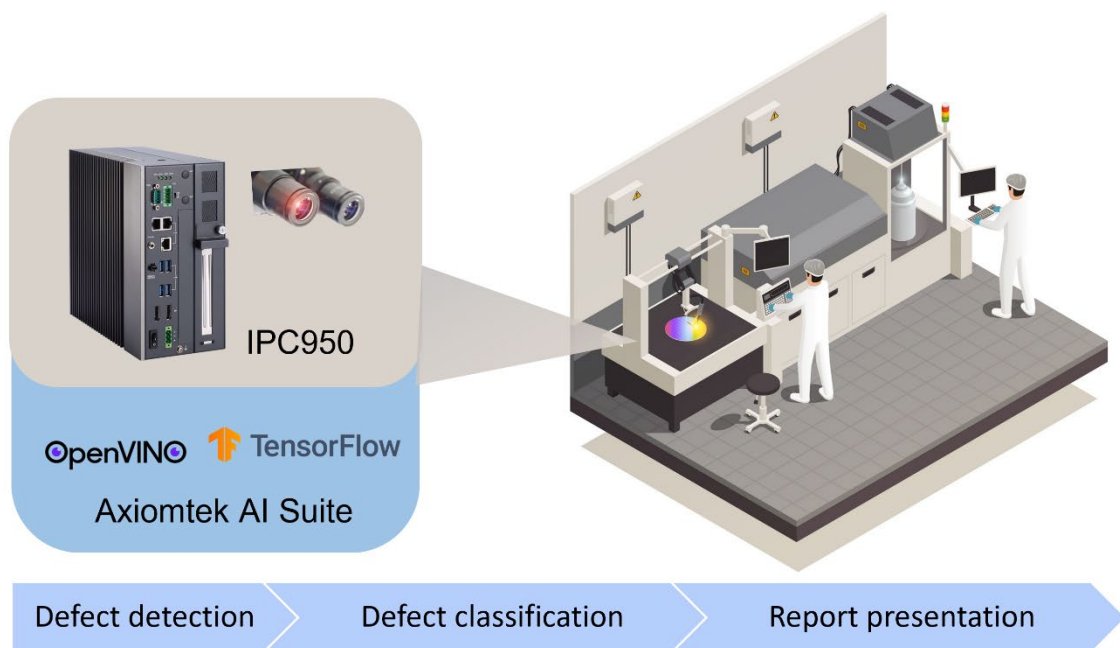 IPC950
OpenVINO
TensorFlow
Axiomtek AI Suite
Defect detection
Defect classification
Report presentation